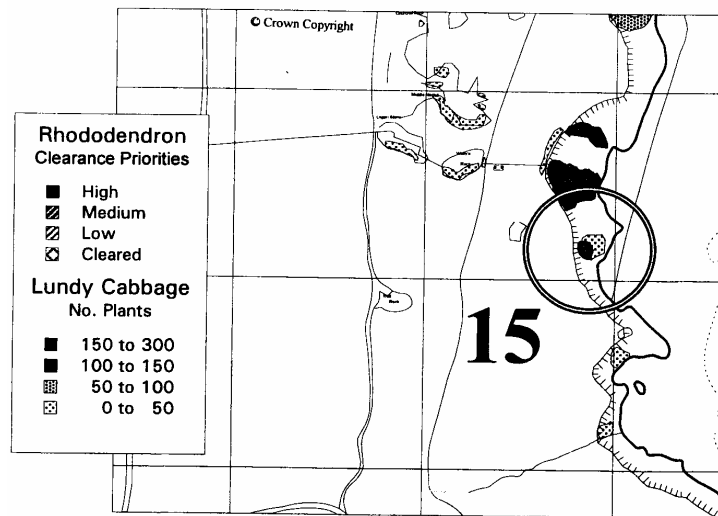 © Crown Copyright
Rhododendron
Clearance Priorities
High
Medium
Low
Cleared
Lundy Cabbage
No. Plants
150 to 300
100 to 150
50 to 100
0 to 50
15